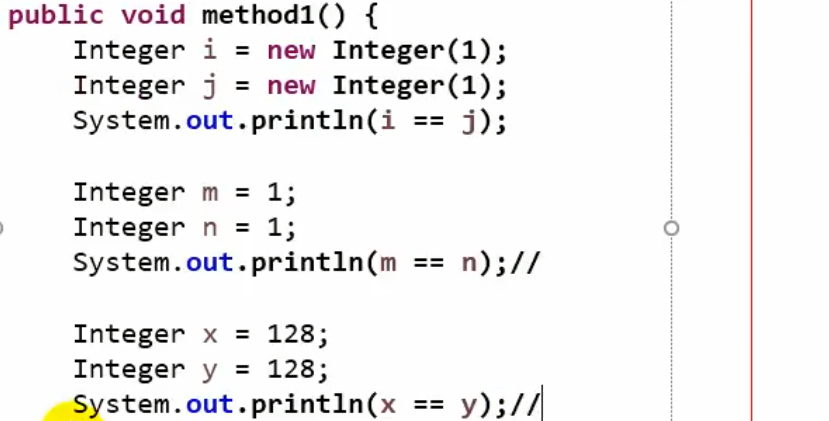 public void method1() {
Integer i = new Integer(1);
Integer j = new Integer(1);
System.out.println(i == j);
Integer m = 1;
Integer n = 1;
System.out.println(m == n);//
Integer x = 128;
Integer y = 128;
System.out.println(x == y);//